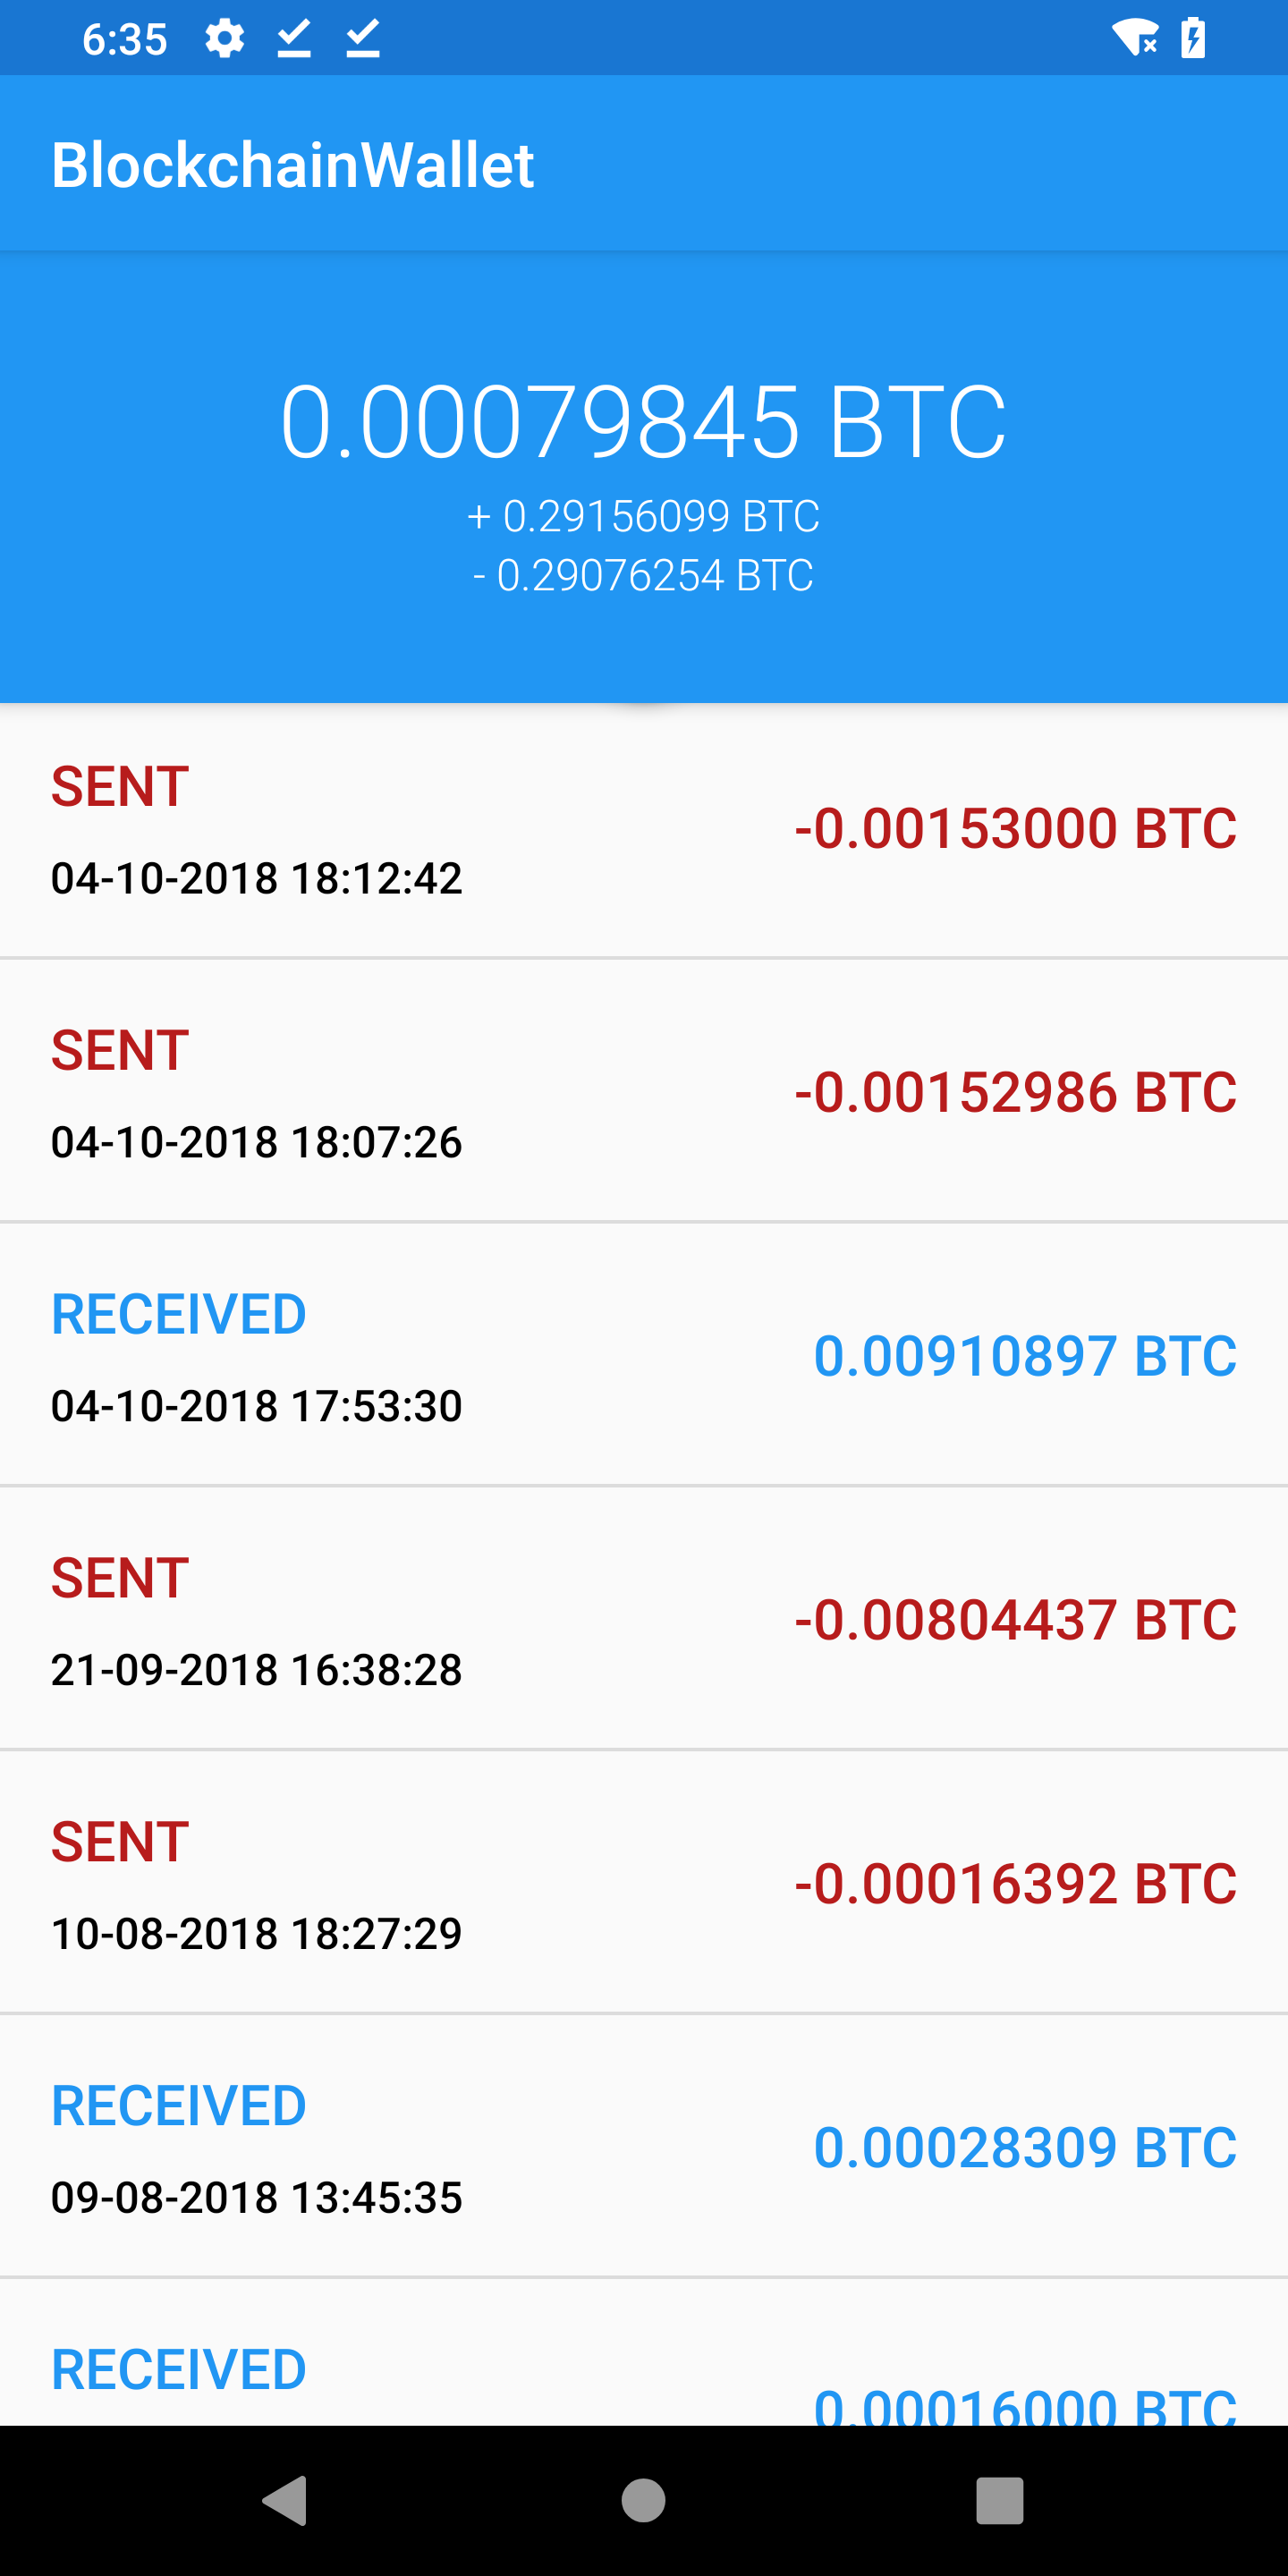 6:35
BlockchainWallet
0.00079845 BTC
+ 0.29156099 BTC
- 0.29076254 BTC
SENT
-0.00153000 BTC
04-10-2018 18:12:42
SENT
-0.00152986 BTC
04-10-2018 18:07:26
RECEIVED
0.00910897 BTC
04-10-2018 17:53:30
SENT
-0.00804437 BTC
21-09-2018 16:38:28
SENT
-0.00016392 BTC
10-08-2018 18:27:29
RECEIVED
0.00028309 BTC
09-08-2018 13:45:35
RECEIVED
0.00016000 BTC